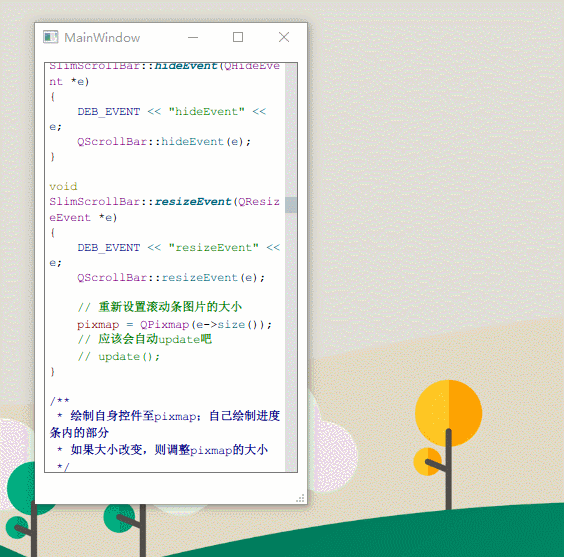 MainWindow
SlimScrollBar::hideEvent(QHideEve
nt *e)
{
    DEB_EVENT << "hideEvent" <<
e;
    QScrollBar::hideEvent(e);
}

void
SlimScrollBar::resizeEvent(QResiz
eEvent *e)
{
    DEB_EVENT << "resizeEvent" <<
e;
    QScrollBar::resizeEvent(e);

    // 重新设置滚动条图片的大小
    pixmap = QPixmap(e->size());
    // 应该会自动update吧
    // update();
}

/**
 * 绘制自身控件至pixmap；自己绘制进度
条内的部分
 * 如果大小改变，则调整pixmap的大小
 */